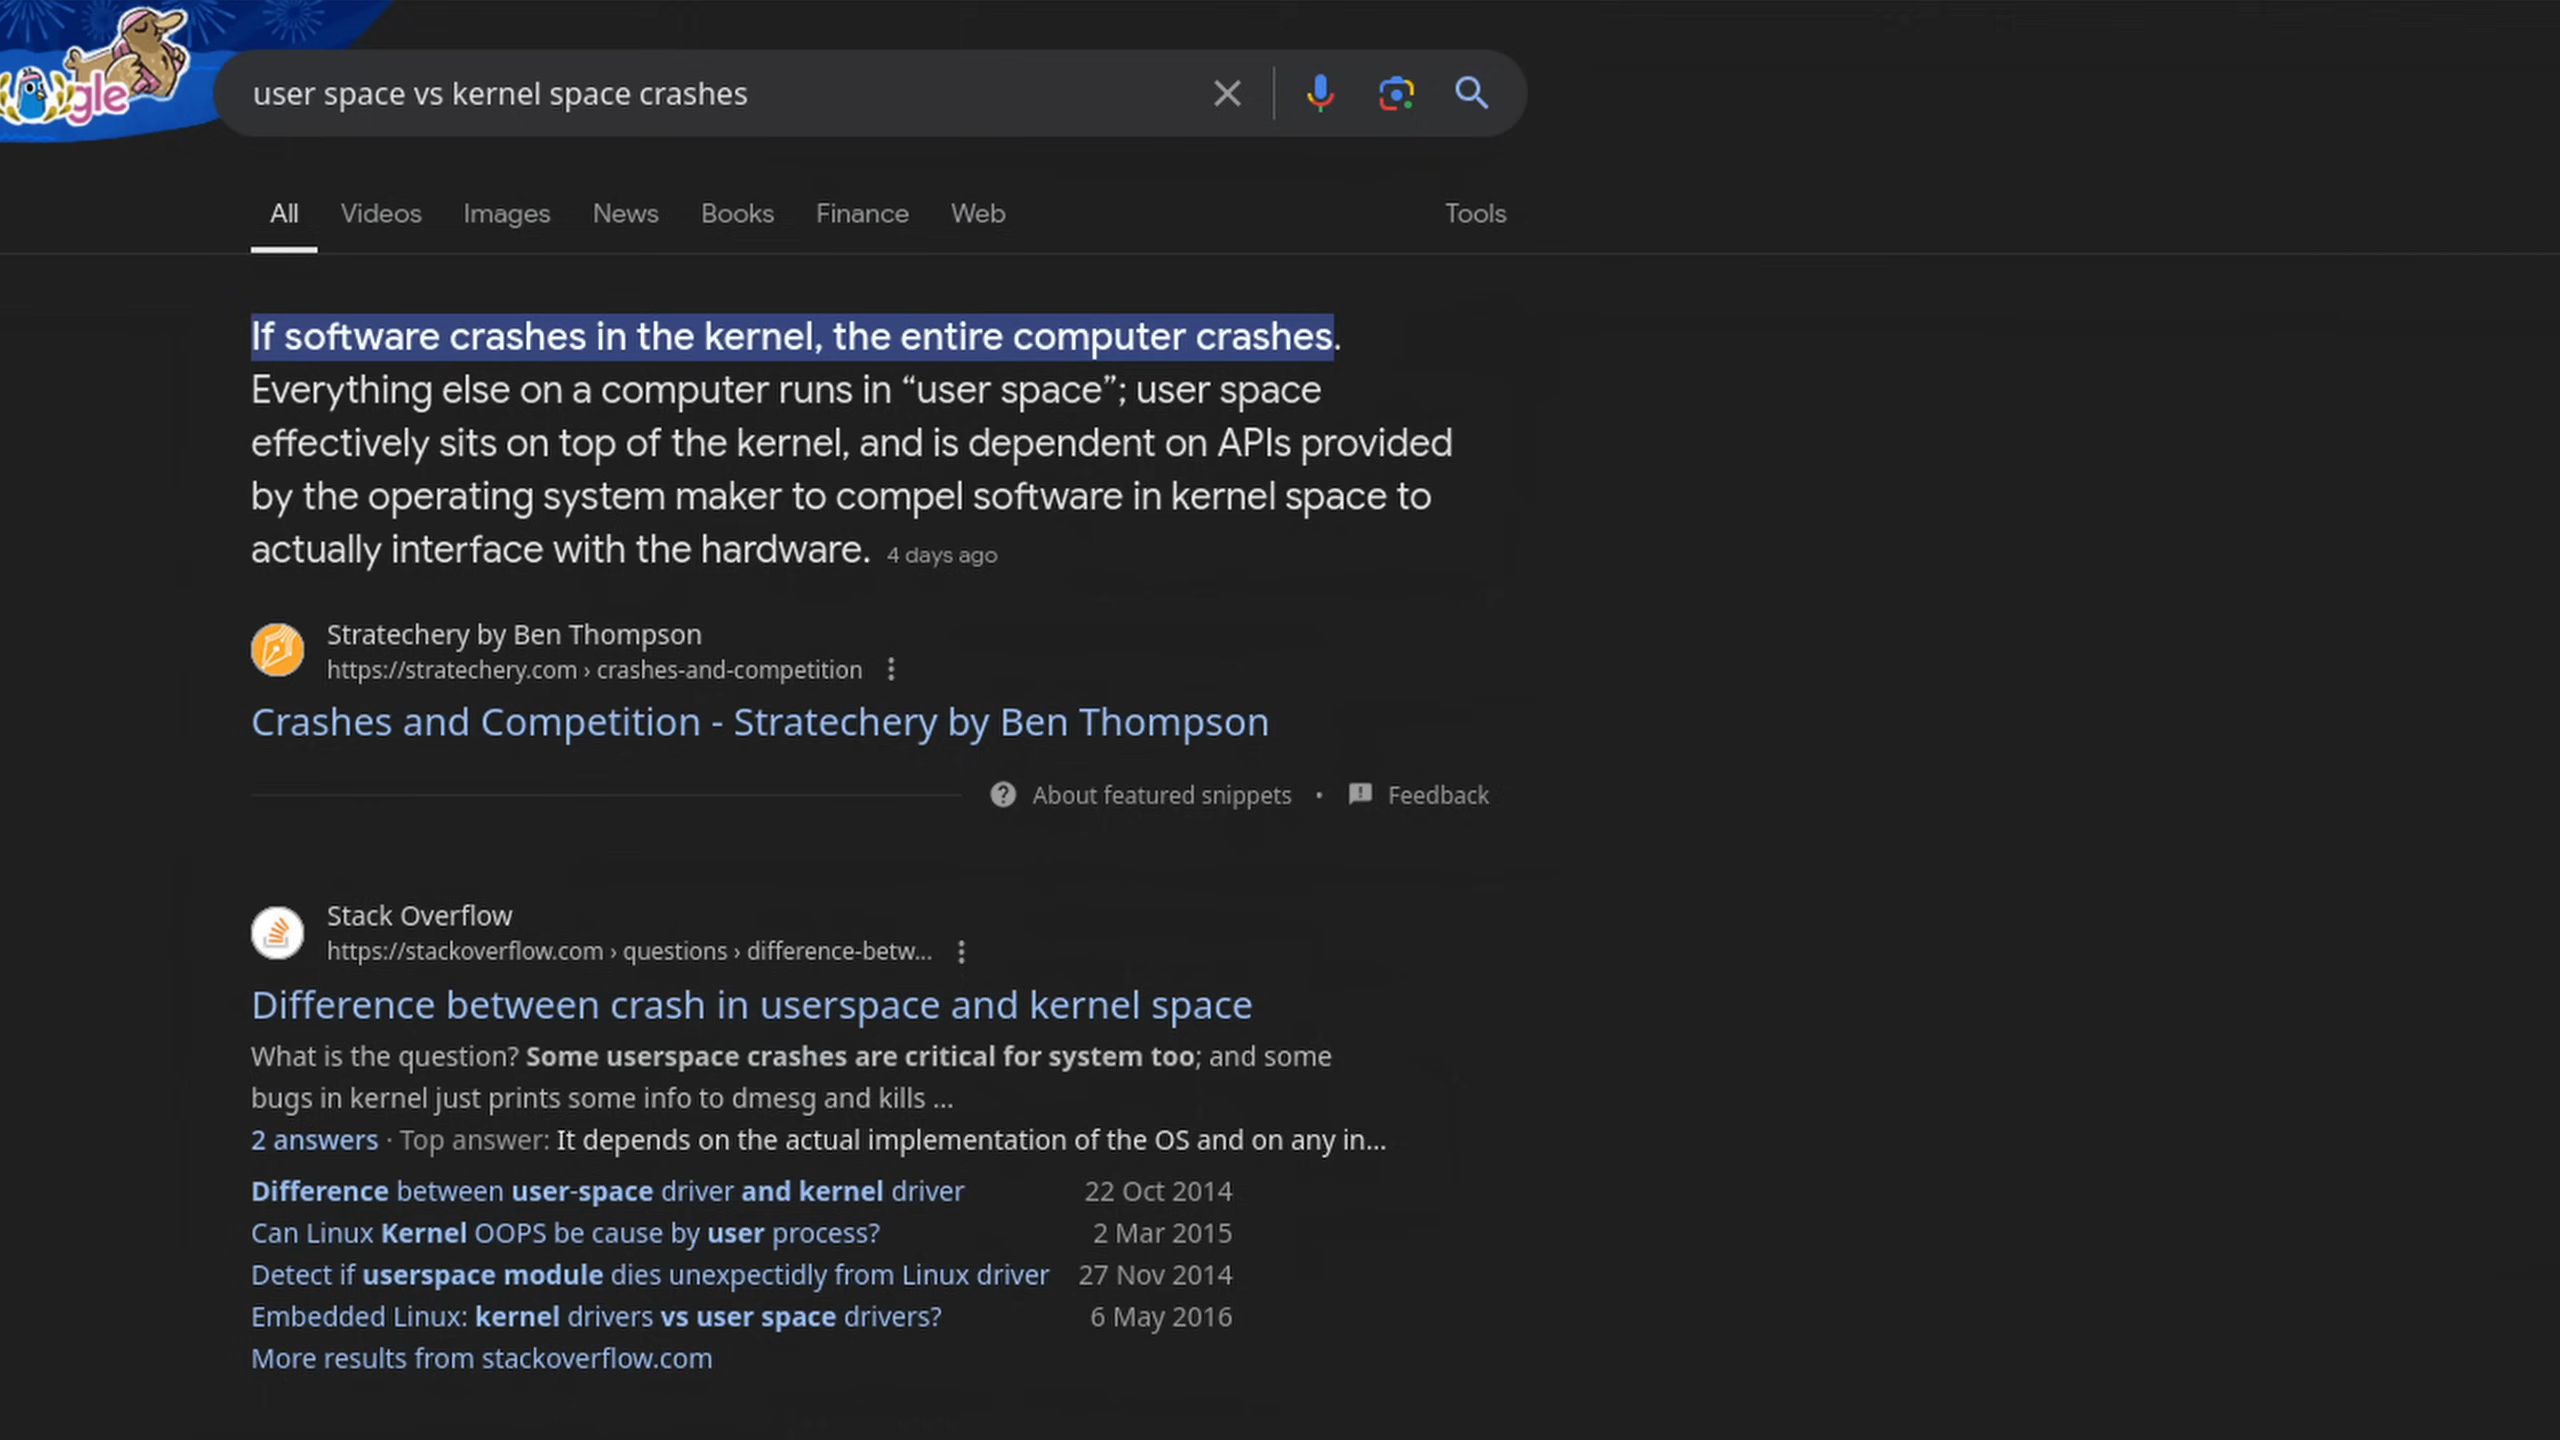 gle
user space vs kernel space crashes
All Videos Images News Books Finance Web Tools
If software crashes in the kernel, the entire computer crashes.
Everything else on a computer runs in “user space”; user space
effectively sits on top of the kernel, and is dependent on APIs provided
by the operating system maker to compel software in kernel space to
actually interface with the hardware. 4 days ago
Stratechery by Ben Thompson
https://stratechery.com › crashes-and-competition
Crashes and Competition - Stratechery by Ben Thompson
About featured snippets • Feedback
Stack Overflow
https://stackoverflow.com › questions › difference-betw...
Difference between crash in userspace and kernel space
What is the question? Some userspace crashes are critical for system too; and some
bugs in kernel just prints some info to dmesg and kills ...
2 answers · Top answer: It depends on the actual implementation of the OS and on any in...
Difference between user-space driver and kernel driver 22 Oct 2014
Can Linux Kernel OOPS be cause by user process? 2 Mar 2015
Detect if userspace module dies unexpectidly from Linux driver 27 Nov 2014
Embedded Linux: kernel drivers vs user space drivers? 6 May 2016
More results from stackoverflow.com